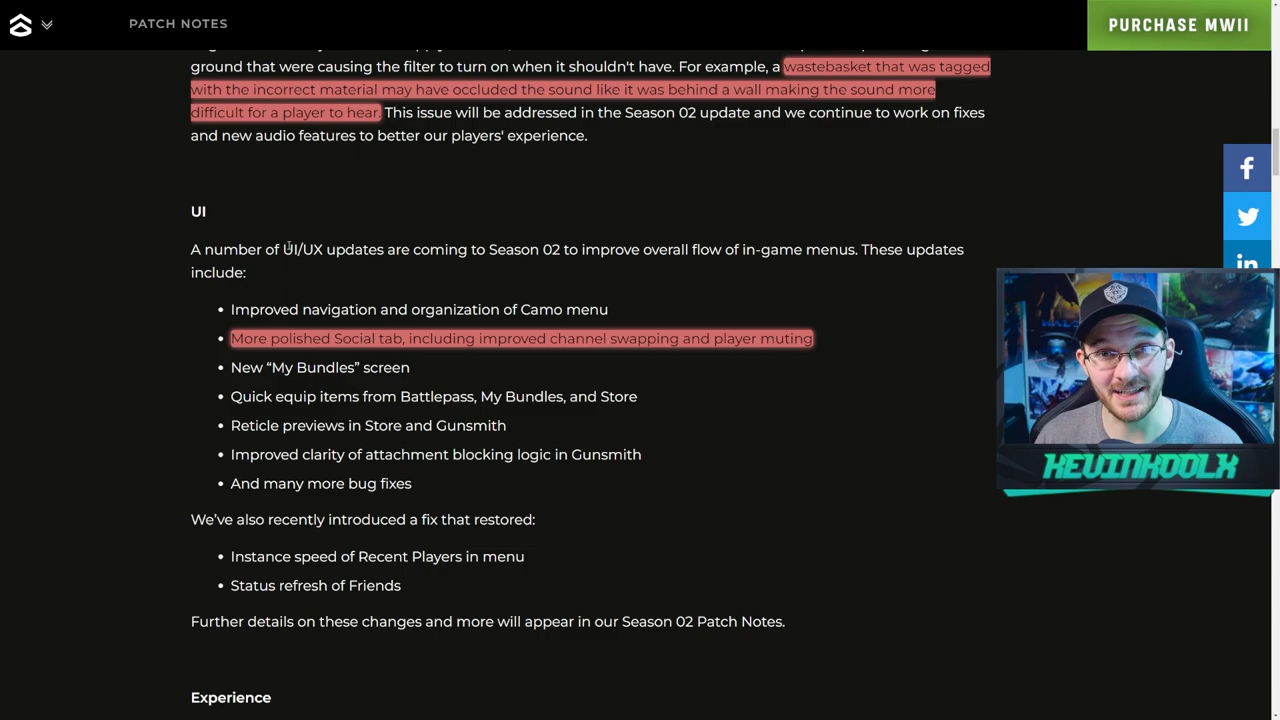 PATCH NOTES
PURCHASE MWII
ground that were causing the filter to turn on when it shouldn't have. For example, a wastebasket that was tagged
with the incorrect material may have occluded the sound like it was behind a wall making the sound more
difficult for a player to hear. This issue will be addressed in the Season 02 update and we continue to work on fixes
and new audio features to better our players' experience.
UI
A number of UI/UX updates are coming to Season 02 to improve overall flow of in-game menus. These updates
include:
• Improved navigation and organization of Camo menu
• More polished Social tab, including improved channel swapping and player muting
• New “My Bundles” screen
• Quick equip items from Battlepass, My Bundles, and Store
• Reticle previews in Store and Gunsmith
• Improved clarity of attachment blocking logic in Gunsmith
• And many more bug fixes
We’ve also recently introduced a fix that restored:
• Instance speed of Recent Players in menu
• Status refresh of Friends
Further details on these changes and more will appear in our Season 02 Patch Notes.
Experience
f
in
KEVINKOOLX